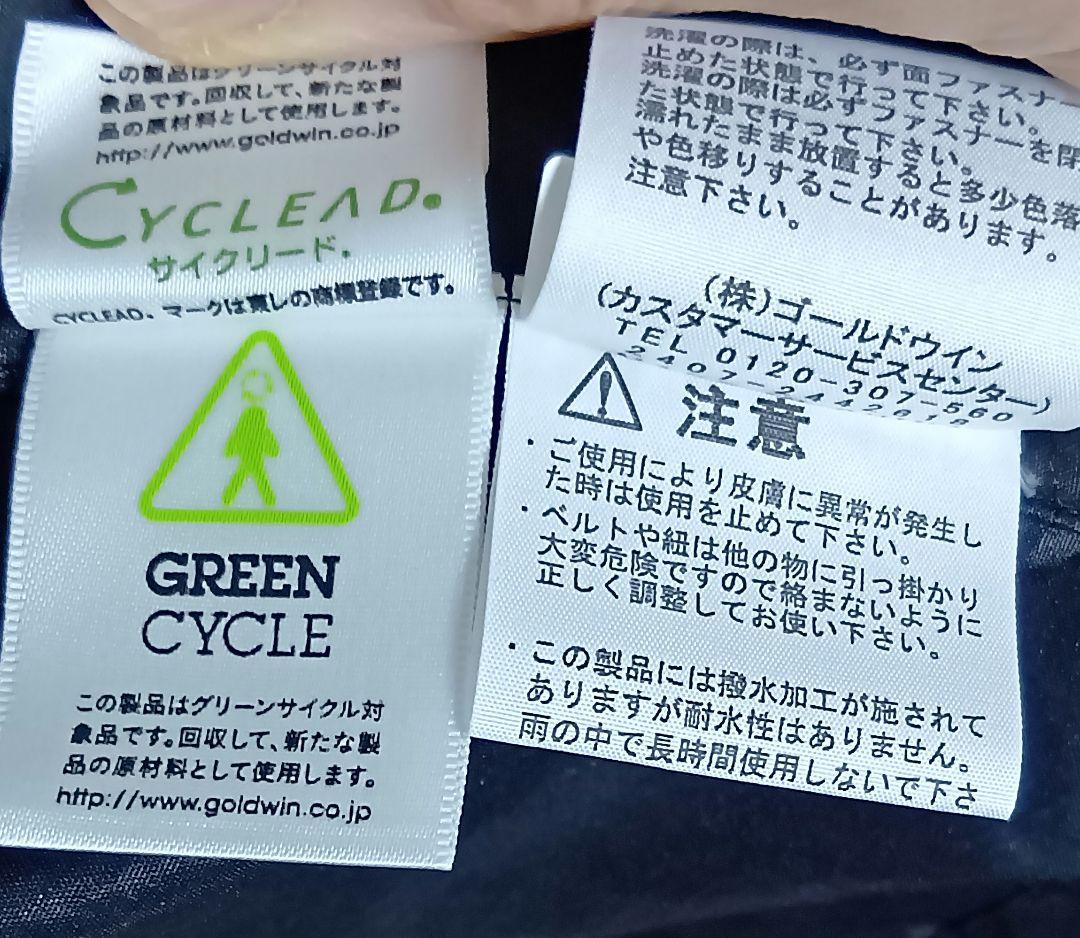 この製品はグリーンサイクル対
象品です。回収して、新たな製
品の原材料として使用します。
http://www.goldwin.co.jp
CYCLEAD.
サイクリード.
CYCLEAD. マークは東レの商標登録です。
GREEN
CYCLE
この製品はグリーンサイクル対
象品です。回収して、新たな製
品の原材料として使用します。
http://www.goldwin.co.jp
洗濯の際は、必ず面ファスナー
止めた状態で行って下さい。
洗濯の際は必ずファスナーを閉
た状態で行って下さい。
濡れたまま放置すると多少色落
や色移りすることがあります。
注意下さい。
(株)ゴールドウイン
(カスタマーサービスセンター)
TEL 0120-307-560
注意
・ご使用により皮膚に異常が発生し
た時は使用を止めて下さい。
・ベルトや紐は他の物に引っ掛かり
大変危険ですので絡まないように
正しく調整してお使い下さい。
・この製品には撥水加工が施されて
ありますが耐水性はありません。
雨の中で長時間使用しないで下さ